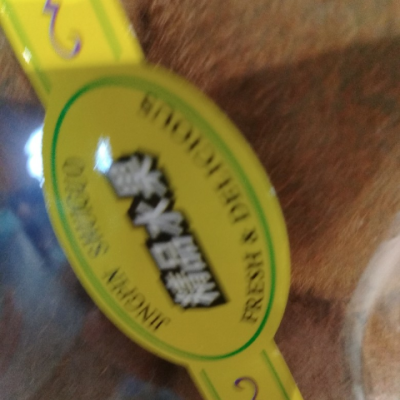 FRESH & DELICIOUS
精品水果
JINGPIN SHUIGUO